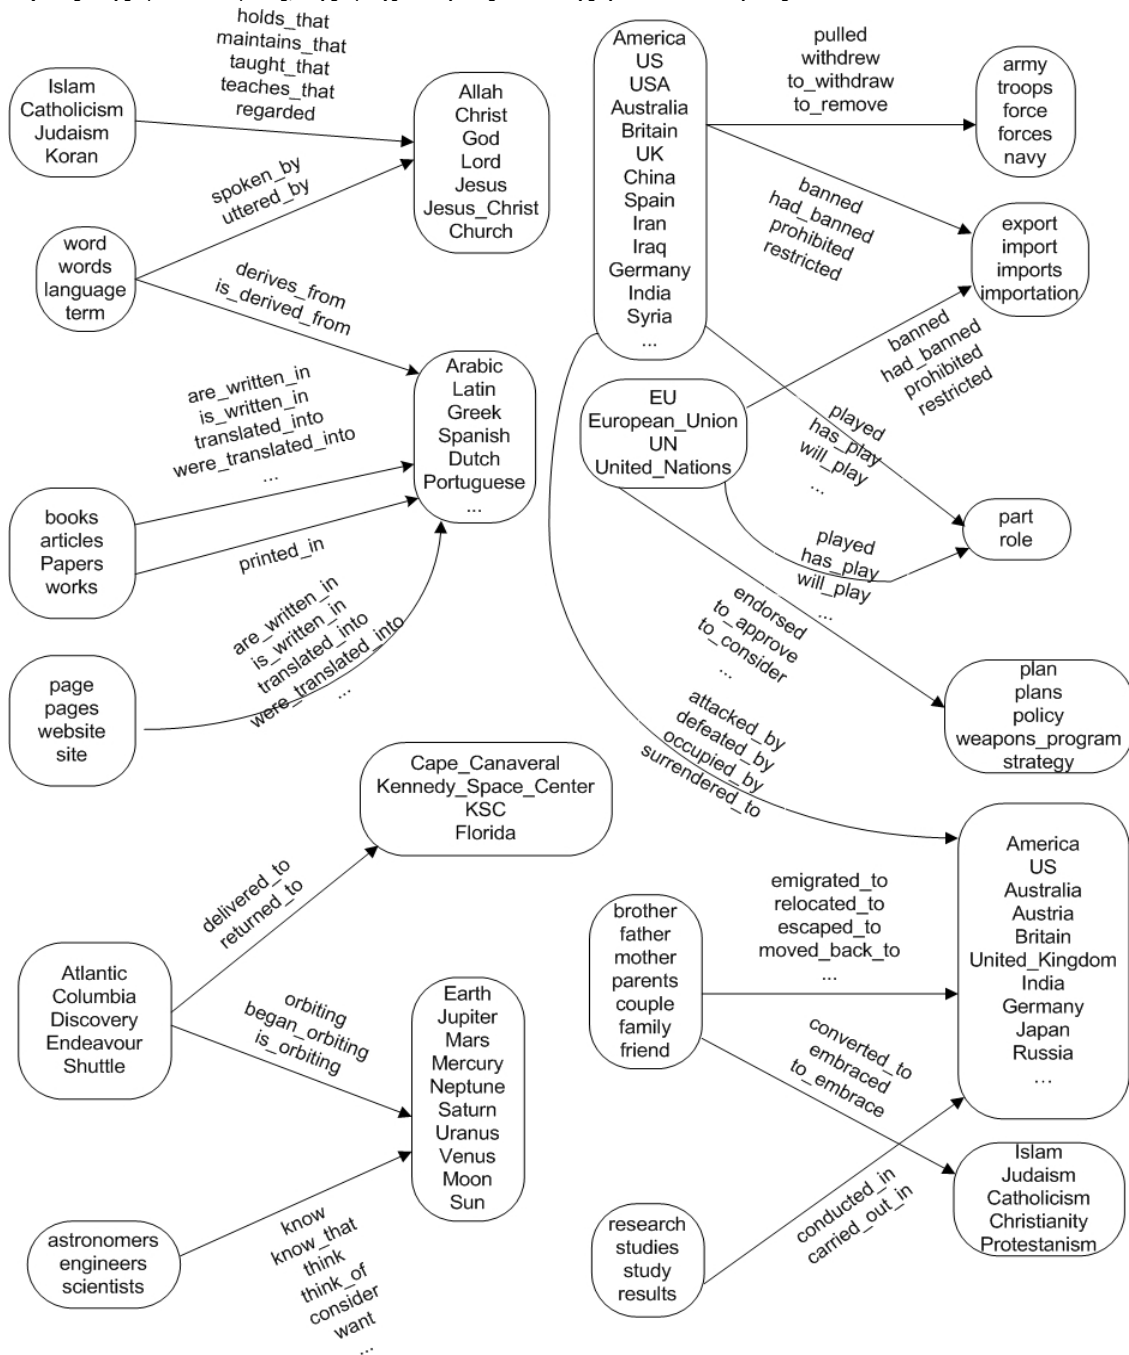 holds_that
maintains_that
taught_that
teaches_that
regarded
Islam
Catholicism
Judaism
Koran
Allah
Christ
God
Lord
Jesus
Jesus_Christ
Church
spoken_by
uttered_by
word
words
language
term
derives_from
is_derived_from
Arabic
Latin
Greek
Spanish
Dutch
Portuguese
...
are_written_in
is_written_in
translated_into
were_translated_into
...
books
articles
Papers
works
printed_in
are_written_in
is_written_in
translated_into
were_translated_into
...
page
pages
website
site
Cape_Canaveral
Kennedy_Space_Center
KSC
Florida
delivered_to
returned_to
Atlantic
Columbia
Discovery
Endeavour
Shuttle
orbiting
began_orbiting
is_orbiting
Earth
Jupiter
Mars
Mercury
Neptune
Saturn
Uranus
Venus
Moon
Sun
astronomers
engineers
scientists
know
know_that
think
think_of
consider
want
...
America
US
USA
Australia
Britain
UK
China
Spain
Iran
Iraq
Germany
India
Syria
...
pulled
withdrew
to_withdraw
to_remove
army
troops
force
forces
navy
banned
had_banned
prohibited
restricted
export
import
imports
importation
banned
had_banned
prohibited
restricted
EU
European_Union
UN
United_Nations
played
has_play
will_play
...
part
role
played
has_play
will_play
...
endorsed
to_approve
to_consider
...
plan
plans
policy
weapons_program
strategy
attacked_by
defeated_by
occupied_by
surrendered_to
America
US
Australia
Austria
Britain
United_Kingdom
India
Germany
Japan
Russia
...
brother
father
mother
parents
couple
family
friend
emigrated_to
relocated_to
escaped_to
moved_back_to
...
converted_to
embraced
to_embrace
Islam
Judaism
Catholicism
Christianity
Protestanism
research
studies
study
results
conducted_in
carried_out_in